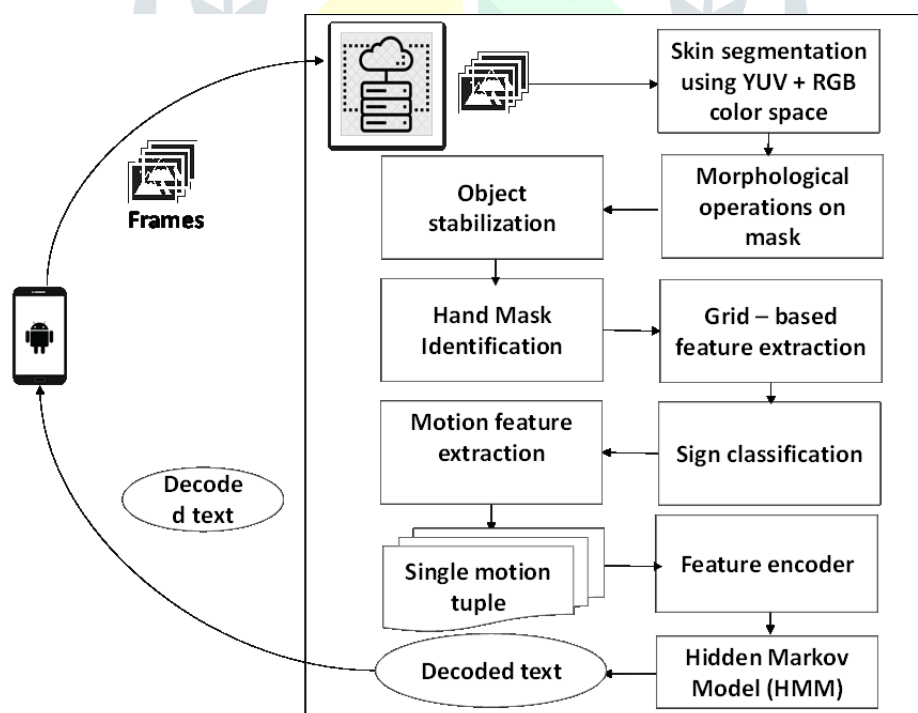 Skin segmentation
using YUV + RGB
color space
Frames
Object
stabilization
Morphological
operations on
mask
Hand Mask
Identification
Grid – based
feature extraction
Motion feature
extraction
Sign classification
Decode
d text
Single motion
tuple
Feature encoder
Decoded text
Hidden Markov
Model (HMM)